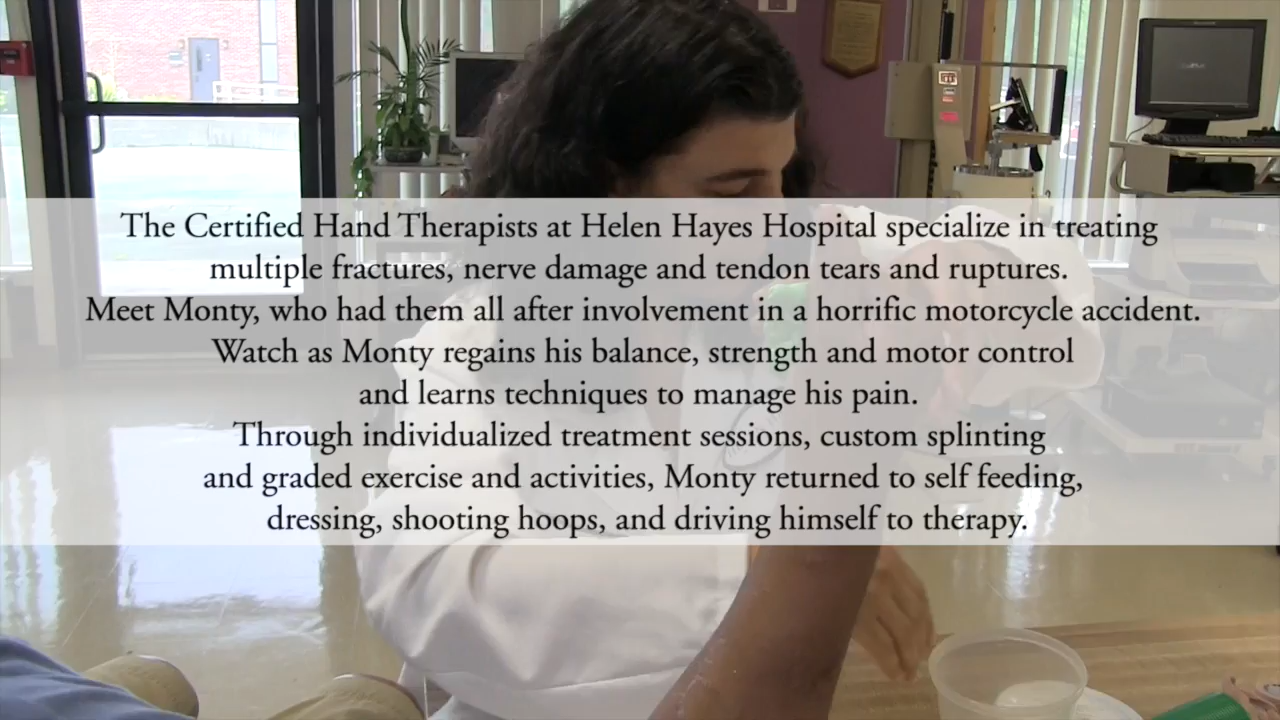 The Certified Hand Therapists at Helen Hayes Hospital specialize in treating
multiple fractures, nerve damage and tendon tears and ruptures.
Meet Monty, who had them all after involvement in a horrific motorcycle accident.
Watch as Monty regains his balance, strength and motor control
and learns techniques to manage his pain.
Through individualized treatment sessions, custom splinting
and graded exercise and activities, Monty returned to self feeding,
dressing, shooting hoops, and driving himself to therapy.